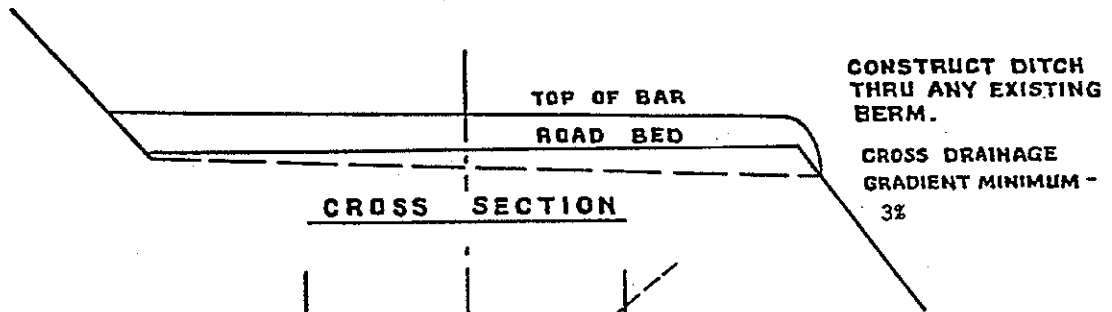 CONSTRUCT DITCH
THRU ANY EXISTING
BERM.
TOP OF BAR
ROAD BED
CROSS DRAINAGE
GRADIENT MINIMUM -
3%
CROSS SECTION